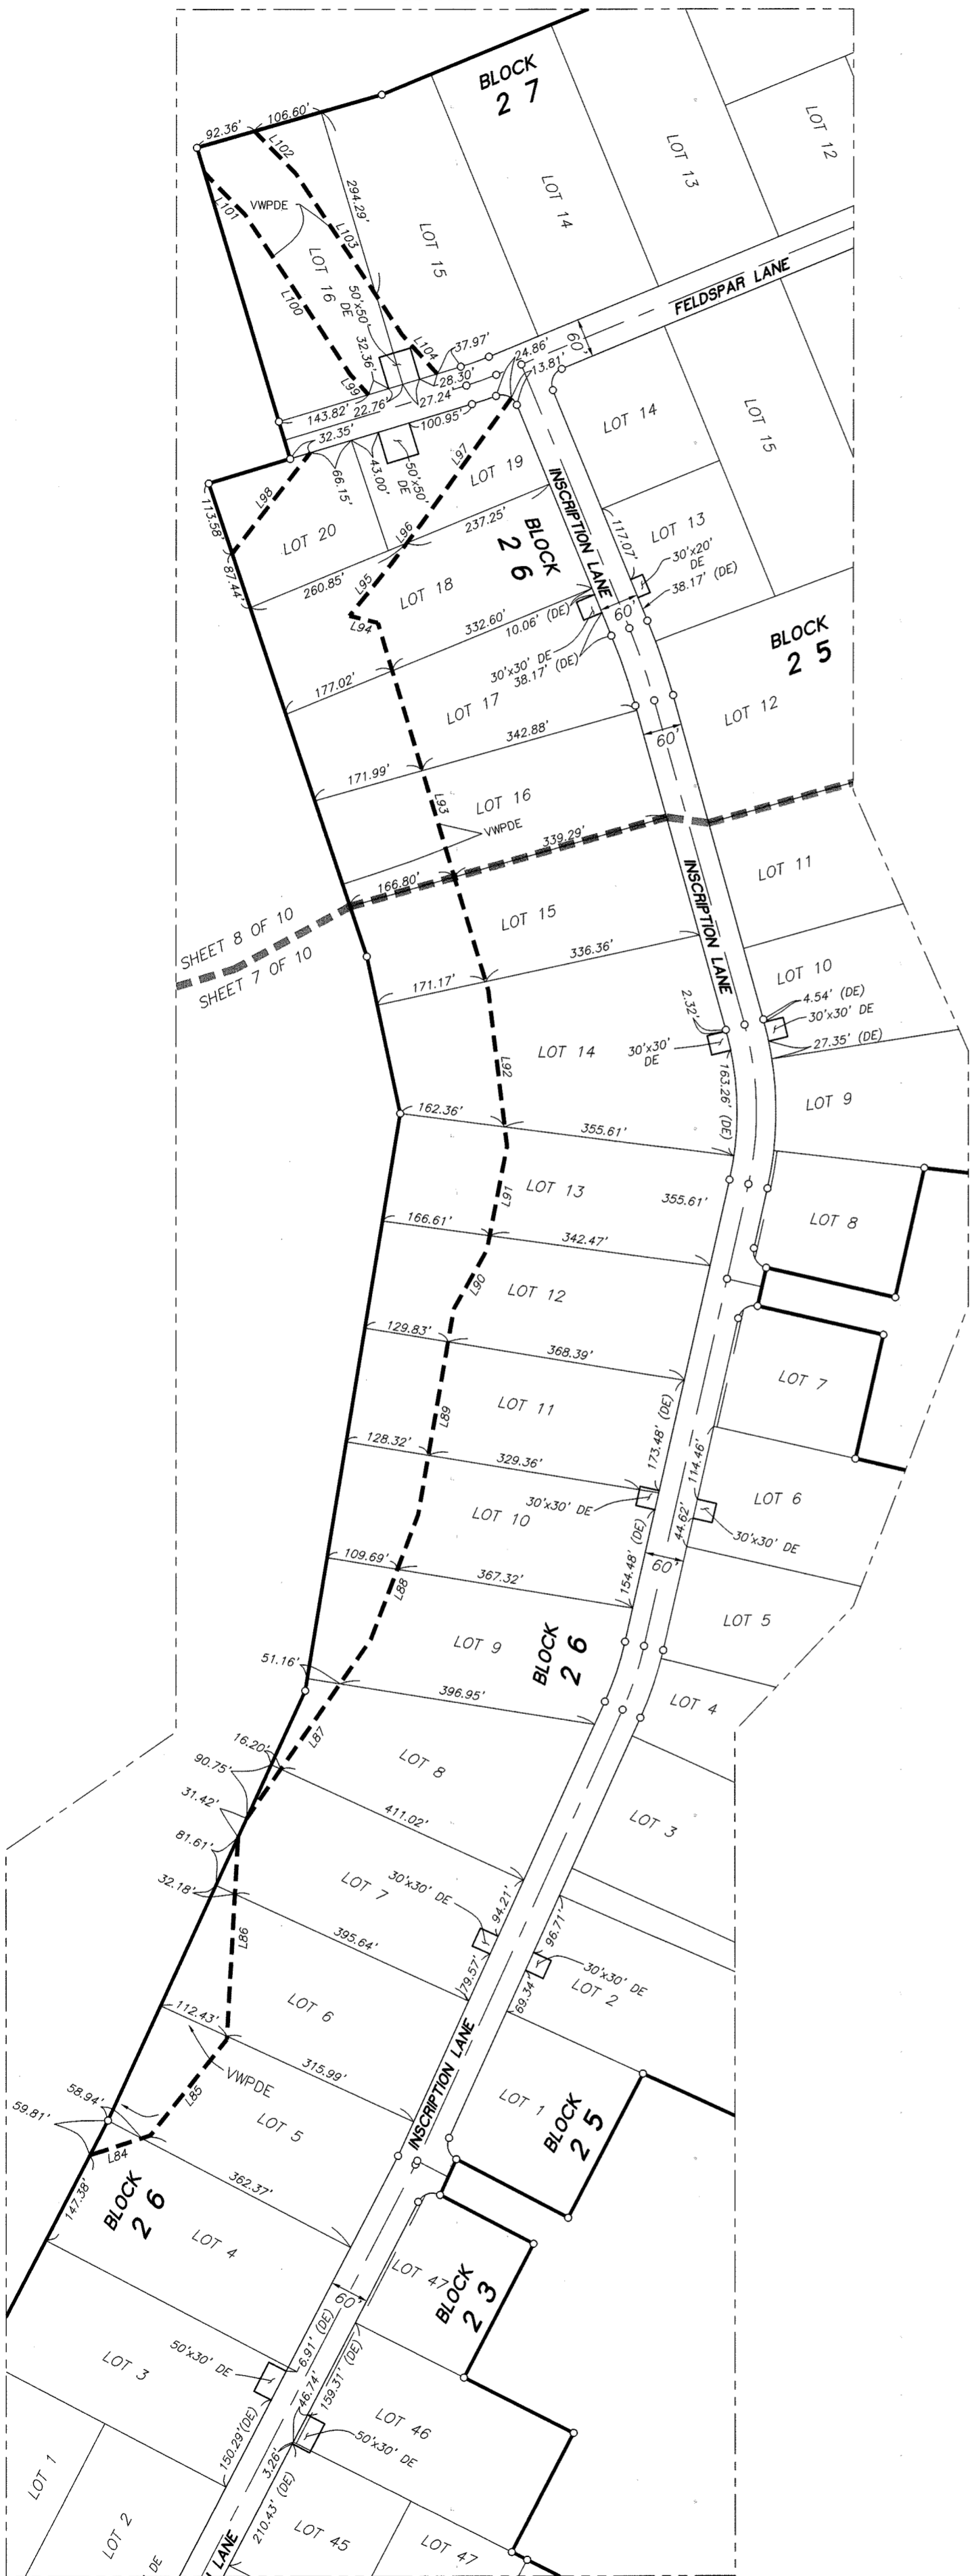 BLOCK
27
92.36'
106.60'
L102
LOT 12
LOT 13
LOT 14
294.29'
L101
VWPDE
L103
LOT 15
LOT 16
L100
50'x50'
DE
FELDSPAR LANE
32.36'
L104
37.97'
60'
L99
24.86'
28.30'
13.81'
143.82'
22.76'
27.24'
100.95'
32.35'
LOT 14
LOT 15
L97
66.15'
43.00'
50'x50'
DE
LOT 19
INSCRIPTION LANE
L98
113.58'
LOT 20
237.25'
BLOCK
26
117.07'
LOT 13
L96
30'x20'
DE
87.44'
260.85'
L95
LOT 18
38.17' (DE)
L94
332.60'
10.06' (DE)
60'
BLOCK
25
30'x30' DE
38.17' (DE)
177.02'
LOT 17
LOT 12
342.88'
60'
171.99'
L93
LOT 16
VWPDE
339.29'
166.80'
LOT 11
INSCRIPTION LANE
LOT 15
SHEET 8 OF 10
SHEET 7 OF 10
336.36'
171.17'
LOT 10
4.54' (DE)
30'x30' DE
2.32'
27.35' (DE)
LOT 14
30'x30'
DE
L92
163.26' (DE)
LOT 9
162.36'
355.61'
LOT 13
355.61'
L91
LOT 8
166.61'
342.47'
L90
LOT 12
129.83'
368.39'
LOT 7
LOT 11
L89
173.48' (DE)
128.32'
329.36'
114.46'
LOT 6
30'x30' DE
LOT 10
44.62'
30'x30' DE
154.48' (DE)
60'
109.69'
367.32'
L88
LOT 5
LOT 9
BLOCK
26
51.16'
396.95'
LOT 4
L87
16.20'
90.75'
LOT 8
31.42'
411.02'
LOT 3
81.61'
32.18'
LOT 7
30'x30' DE
94.21'
L86
395.64'
96.71'
79.57'
30'x30' DE
LOT 2
69.34'
LOT 6
112.43'
INSCRIPTION LANE
315.99'
VWPDE
58.94'
59.81'
L85
LOT 5
LOT 1
BLOCK
25
L84
362.37'
147.38'
BLOCK
26
LOT 4
LOT 47
60'
BLOCK
23
6.91' (DE)
50'x30' DE
LOT 3
46.74'
159.31' (DE)
LOT 46
150.29'(DE)
50'x30' DE
3.26'
LOT 1
210.43' (DE)
LOT 2
LOT 45
LOT 47
DE
LANE